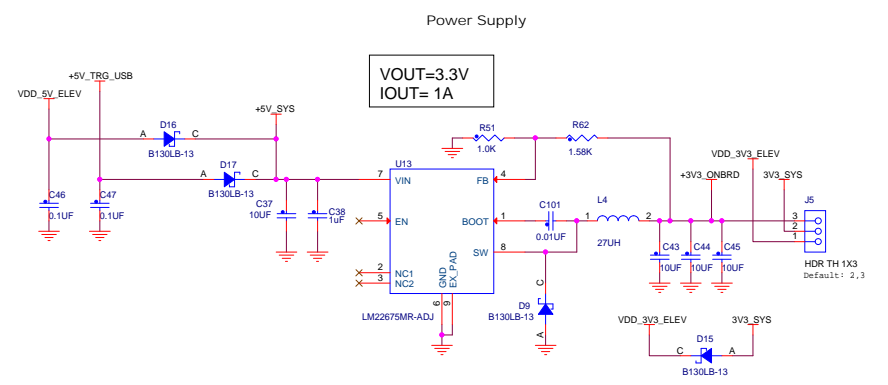 Power Supply
VOUT=3.3V
IOUT= 1A
+5V_TRG_USB
VDD_5V_ELEV
+5V_SYS
D16
A
C
B130LB-13
D17
A
C
B130LB-13
C46
0.1UF
C47
0.1UF
C37
10UF
C38
1uF
U13
7
VIN
5
EN
2
NC1
3
NC2
GND
EX_PAD
6
9
LM22675MR-ADJ
FB
4
BOOT
1
SW
8
R51
1.0K
R62
1.58K
C101
0.01UF
L4
1
2
27UH
D9
B130LB-13
C
A
C43
10UF
C44
10UF
C45
10UF
VDD_3V3_ELEV
+3V3_ONBRD
3V3_SYS
J5
3
2
1
HDR TH 1X3
Default: 2,3
VDD_3V3_ELEV
3V3_SYS
D15
C
A
B130LB-13